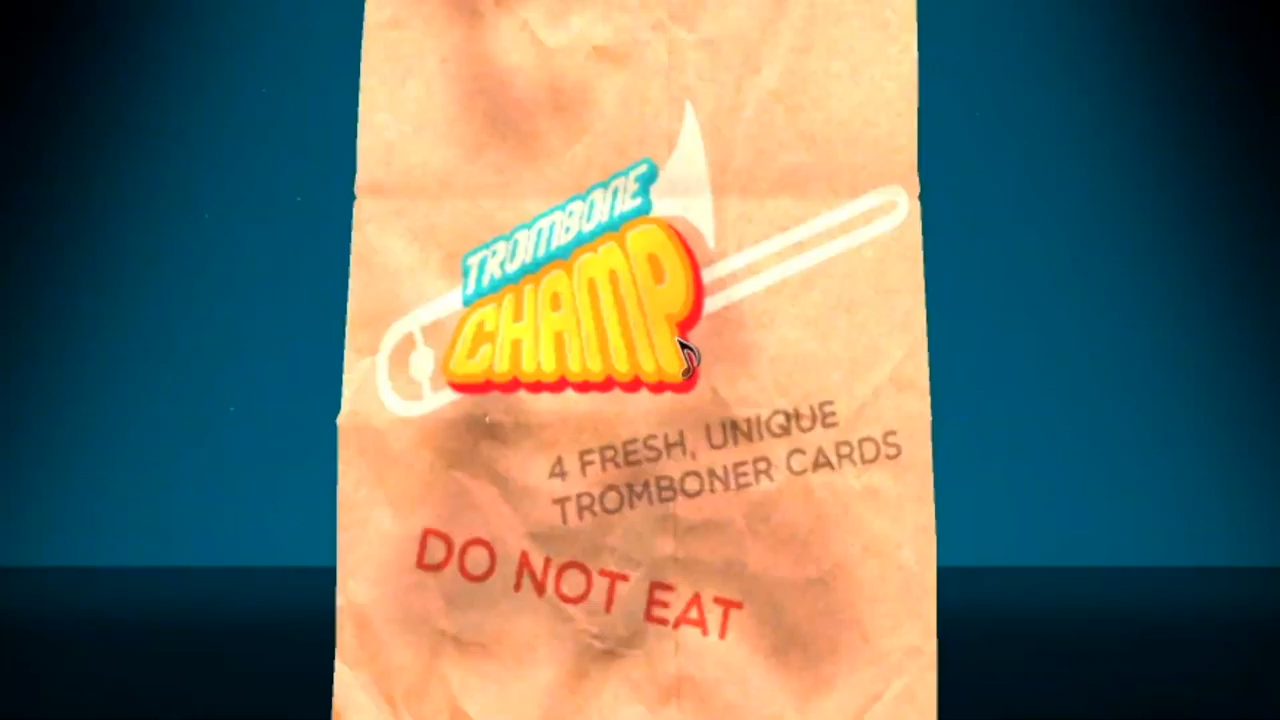 TROMBONE
CHAMP
4 FRESH, UNIQUE
TROMBONER CARDS
DO NOT EAT